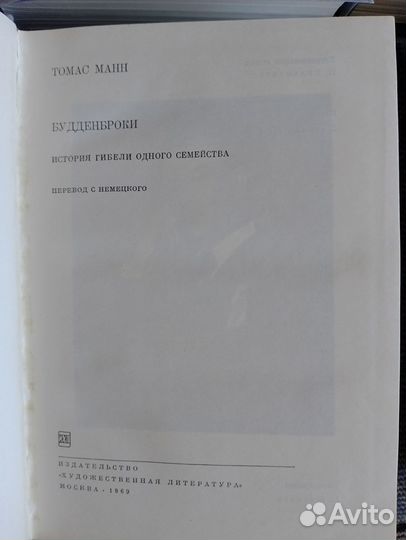 ТОМАС МАНН
БУДДЕНБРОКИ
ИСТОРИЯ ГИБЕЛИ ОДНОГО СЕМЕЙСТВА
ПЕРЕВОД С НЕМЕЦКОГО
ИЗДАТЕЛЬСТВО
«ХУДОЖЕСТВЕННАЯ ЛИТЕРАТУРА»
МОСКВА · 1969
Avito